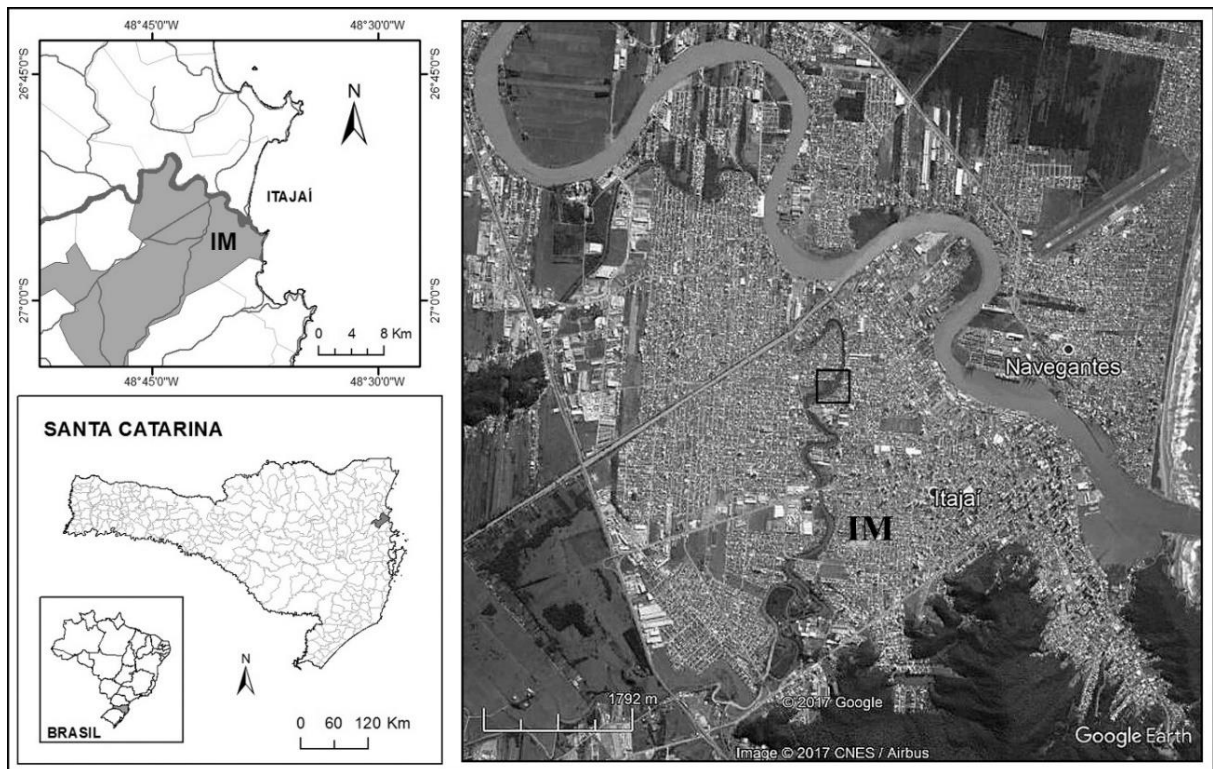 48°45'0"W
48°30'0"W
26°45'0"S
26°45'0"S
N
ITAJAÍ
IM
27°0'0"S
27°0'0"S
0 4 8 Km
48°45'0"W
48°30'0"W
SANTA CATARINA
N
BRASIL
0 60 120 Km
Navegantes
Itajaí
IM
1792 m
© 2017 Google
Image © 2017 CNES / Airbus
Google Earth